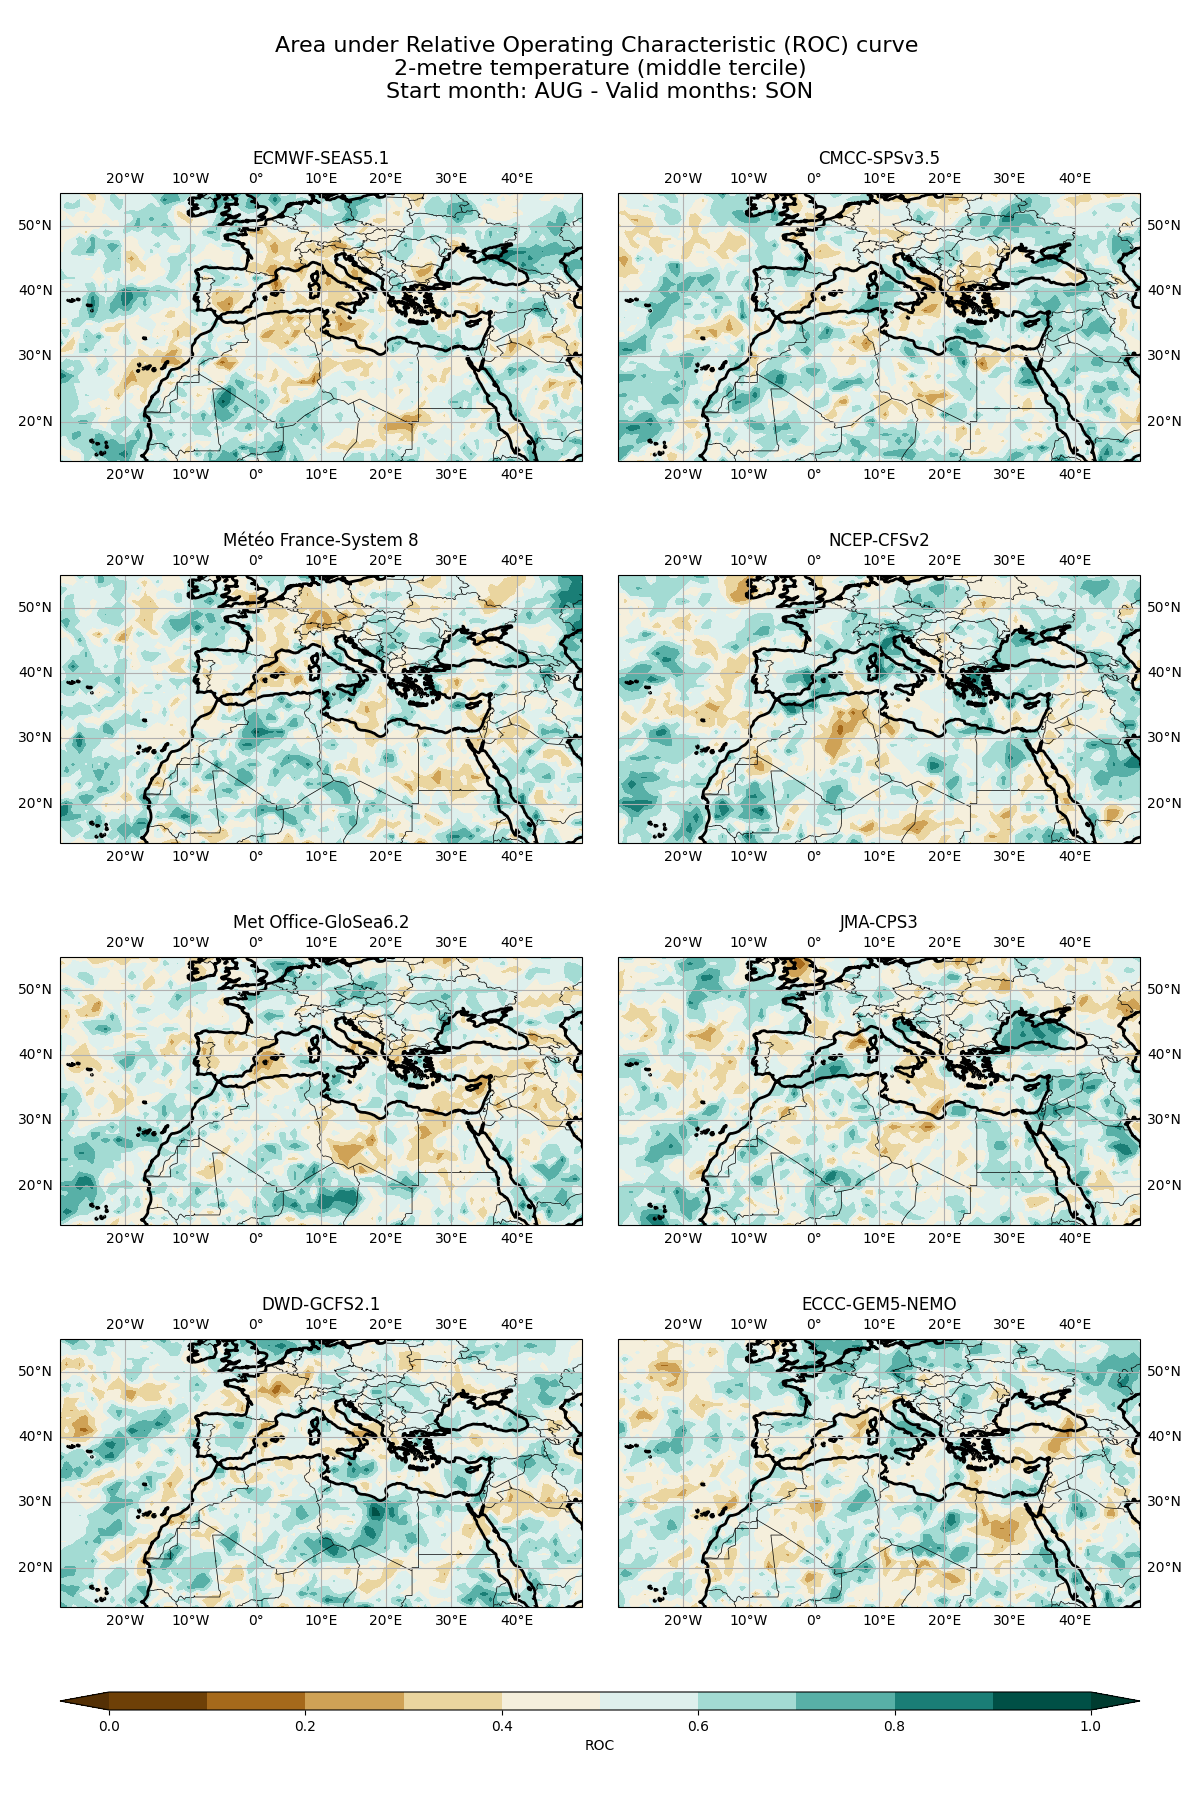 Area under Relative Operating Characteristic (ROC) curve
2-metre temperature (middle tercile)
Start month: AUG - Valid months: SON
ECMWF-SEAS5.1
20°W 10°W 0° 10°E 20°E 30°E 40°E
50°N
40°N
30°N
20°N
20°W 10°W 0° 10°E 20°E 30°E 40°E
CMCC-SPSv3.5
20°W 10°W 0° 10°E 20°E 30°E 40°E
50°N
40°N
30°N
20°N
20°W 10°W 0° 10°E 20°E 30°E 40°E
Météo France-System 8
20°W 10°W 0° 10°E 20°E 30°E 40°E
50°N
40°N
30°N
20°N
20°W 10°W 0° 10°E 20°E 30°E 40°E
NCEP-CFSv2
20°W 10°W 0° 10°E 20°E 30°E 40°E
50°N
40°N
30°N
20°N
20°W 10°W 0° 10°E 20°E 30°E 40°E
Met Office-GloSea6.2
20°W 10°W 0° 10°E 20°E 30°E 40°E
50°N
40°N
30°N
20°N
20°W 10°W 0° 10°E 20°E 30°E 40°E
JMA-CPS3
20°W 10°W 0° 10°E 20°E 30°E 40°E
50°N
40°N
30°N
20°N
20°W 10°W 0° 10°E 20°E 30°E 40°E
DWD-GCFS2.1
20°W 10°W 0° 10°E 20°E 30°E 40°E
50°N
40°N
30°N
20°N
20°W 10°W 0° 10°E 20°E 30°E 40°E
ECCC-GEM5-NEMO
20°W 10°W 0° 10°E 20°E 30°E 40°E
50°N
40°N
30°N
20°N
20°W 10°W 0° 10°E 20°E 30°E 40°E
0.0 0.2 0.4 0.6 0.8 1.0
ROC